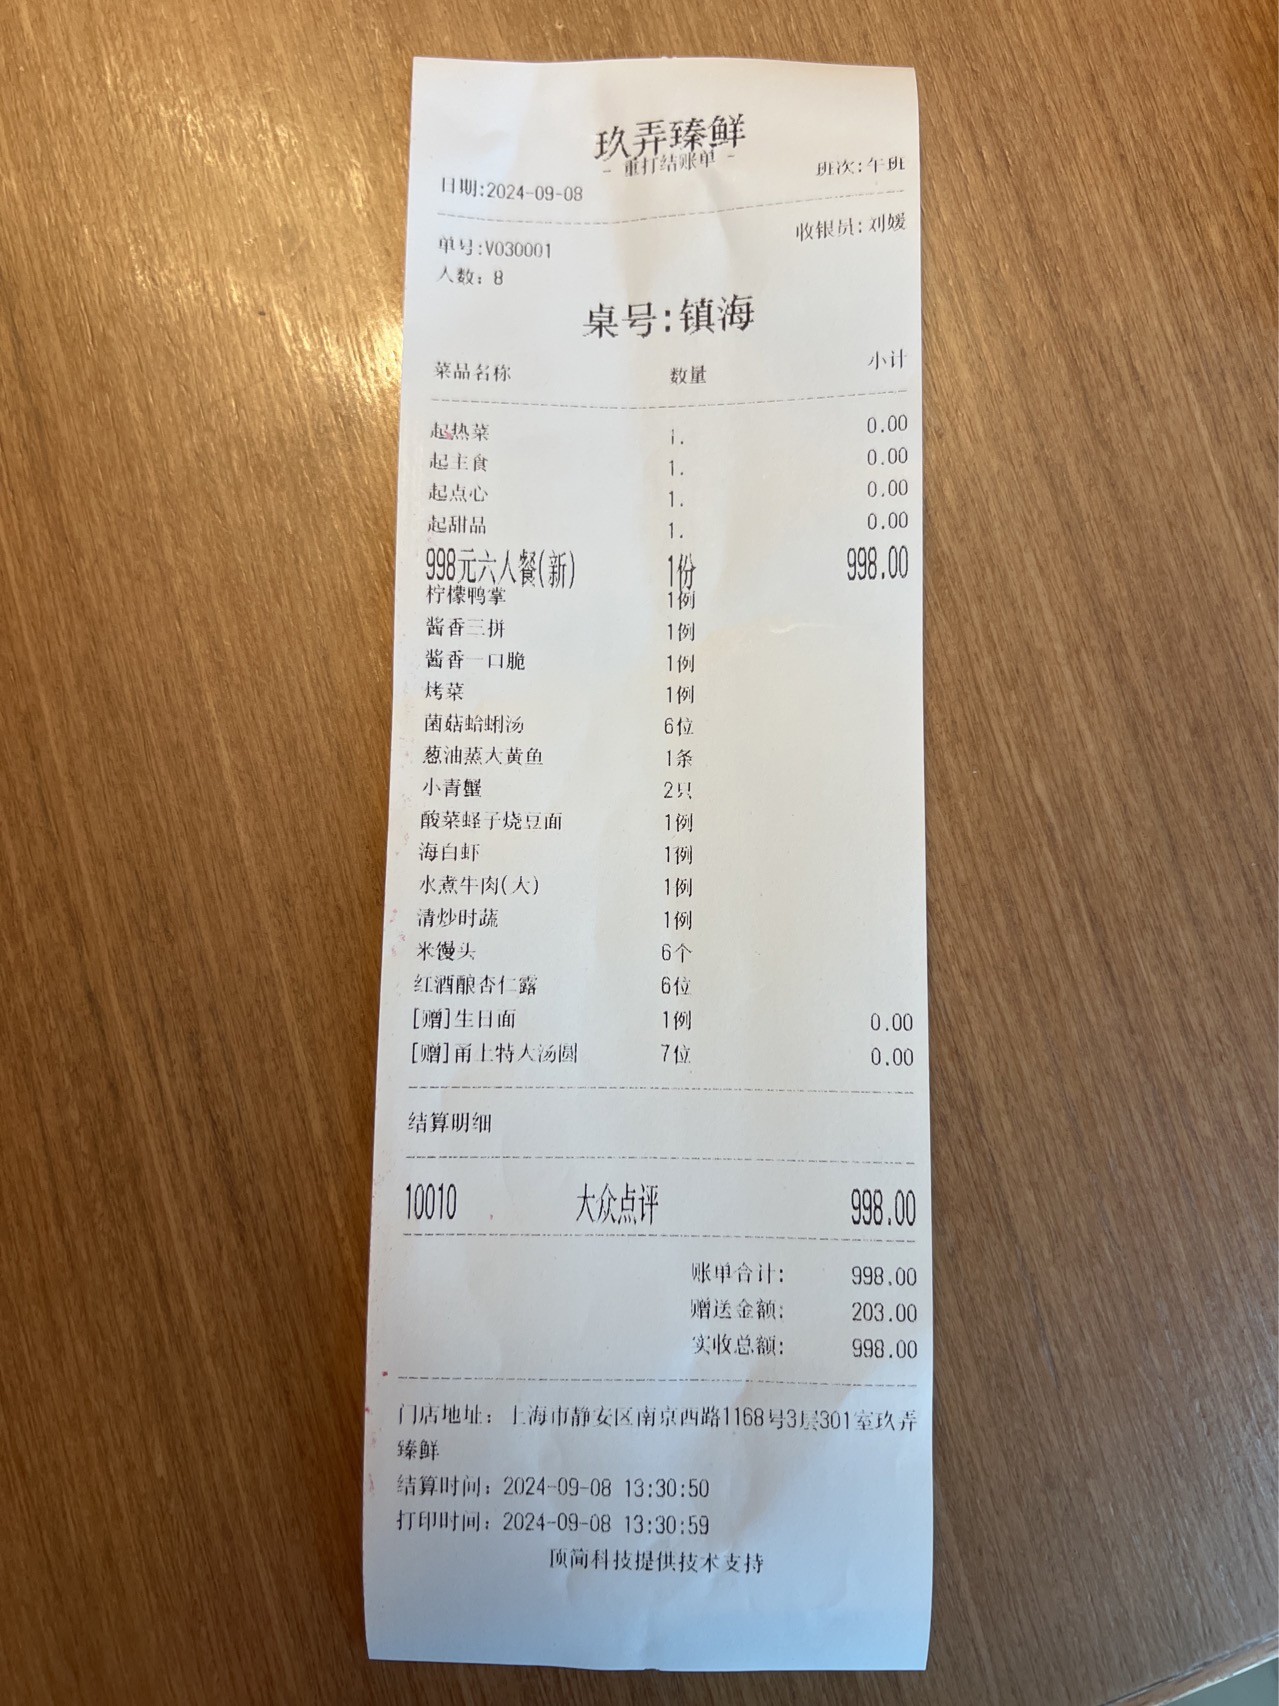 玖弄臻鲜
- 重打结账单 -
日期:2024-09-08 班次:午班
单号:V030001 收银员:刘媛
人数: 8
桌号:镇海
菜品名称 数量 小计
起热菜 1. 0.00
起主食 1. 0.00
起点心 1. 0.00
起甜品 1. 0.00
998元六人餐(新) 1份 998.00
柠檬鸭掌 1例
酱香三拼 1例
酱香一口脆 1例
烤菜 1例
菌菇蛤蜊汤 6位
葱油蒸大黄鱼 1条
小青蟹 2只
酸菜蛏子烧豆面 1例
海白虾 1例
水煮牛肉(大) 1例
清炒时蔬 1例
米馒头 6个
红酒酿杏仁露 6位
[赠]生日面 1例 0.00
[赠]甬上特大汤圆 7位 0.00
结算明细
10010 大众点评 998.00
账单合计: 998.00
赠送金额: 203.00
实收总额: 998.00
门店地址: 上海市静安区南京西路1168号3层301室玖弄
臻鲜
结算时间: 2024-09-08 13:30:50
打印时间: 2024-09-08 13:30:59
顶简科技提供技术支持